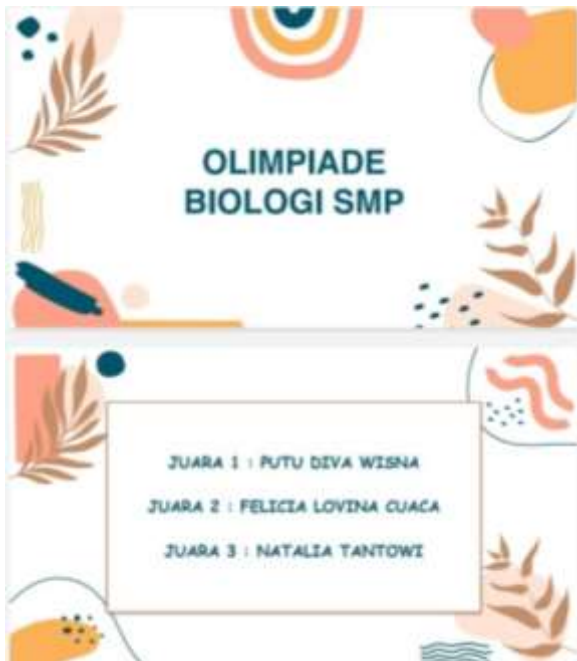 OLIMPIADE
BIOLOGI SMP
JUARA 1 : PUTU DIVA WISNA
JUARA 2 : FELICIA LOVINA CUACA
JUARA 3 : NATALIA TANTOWI